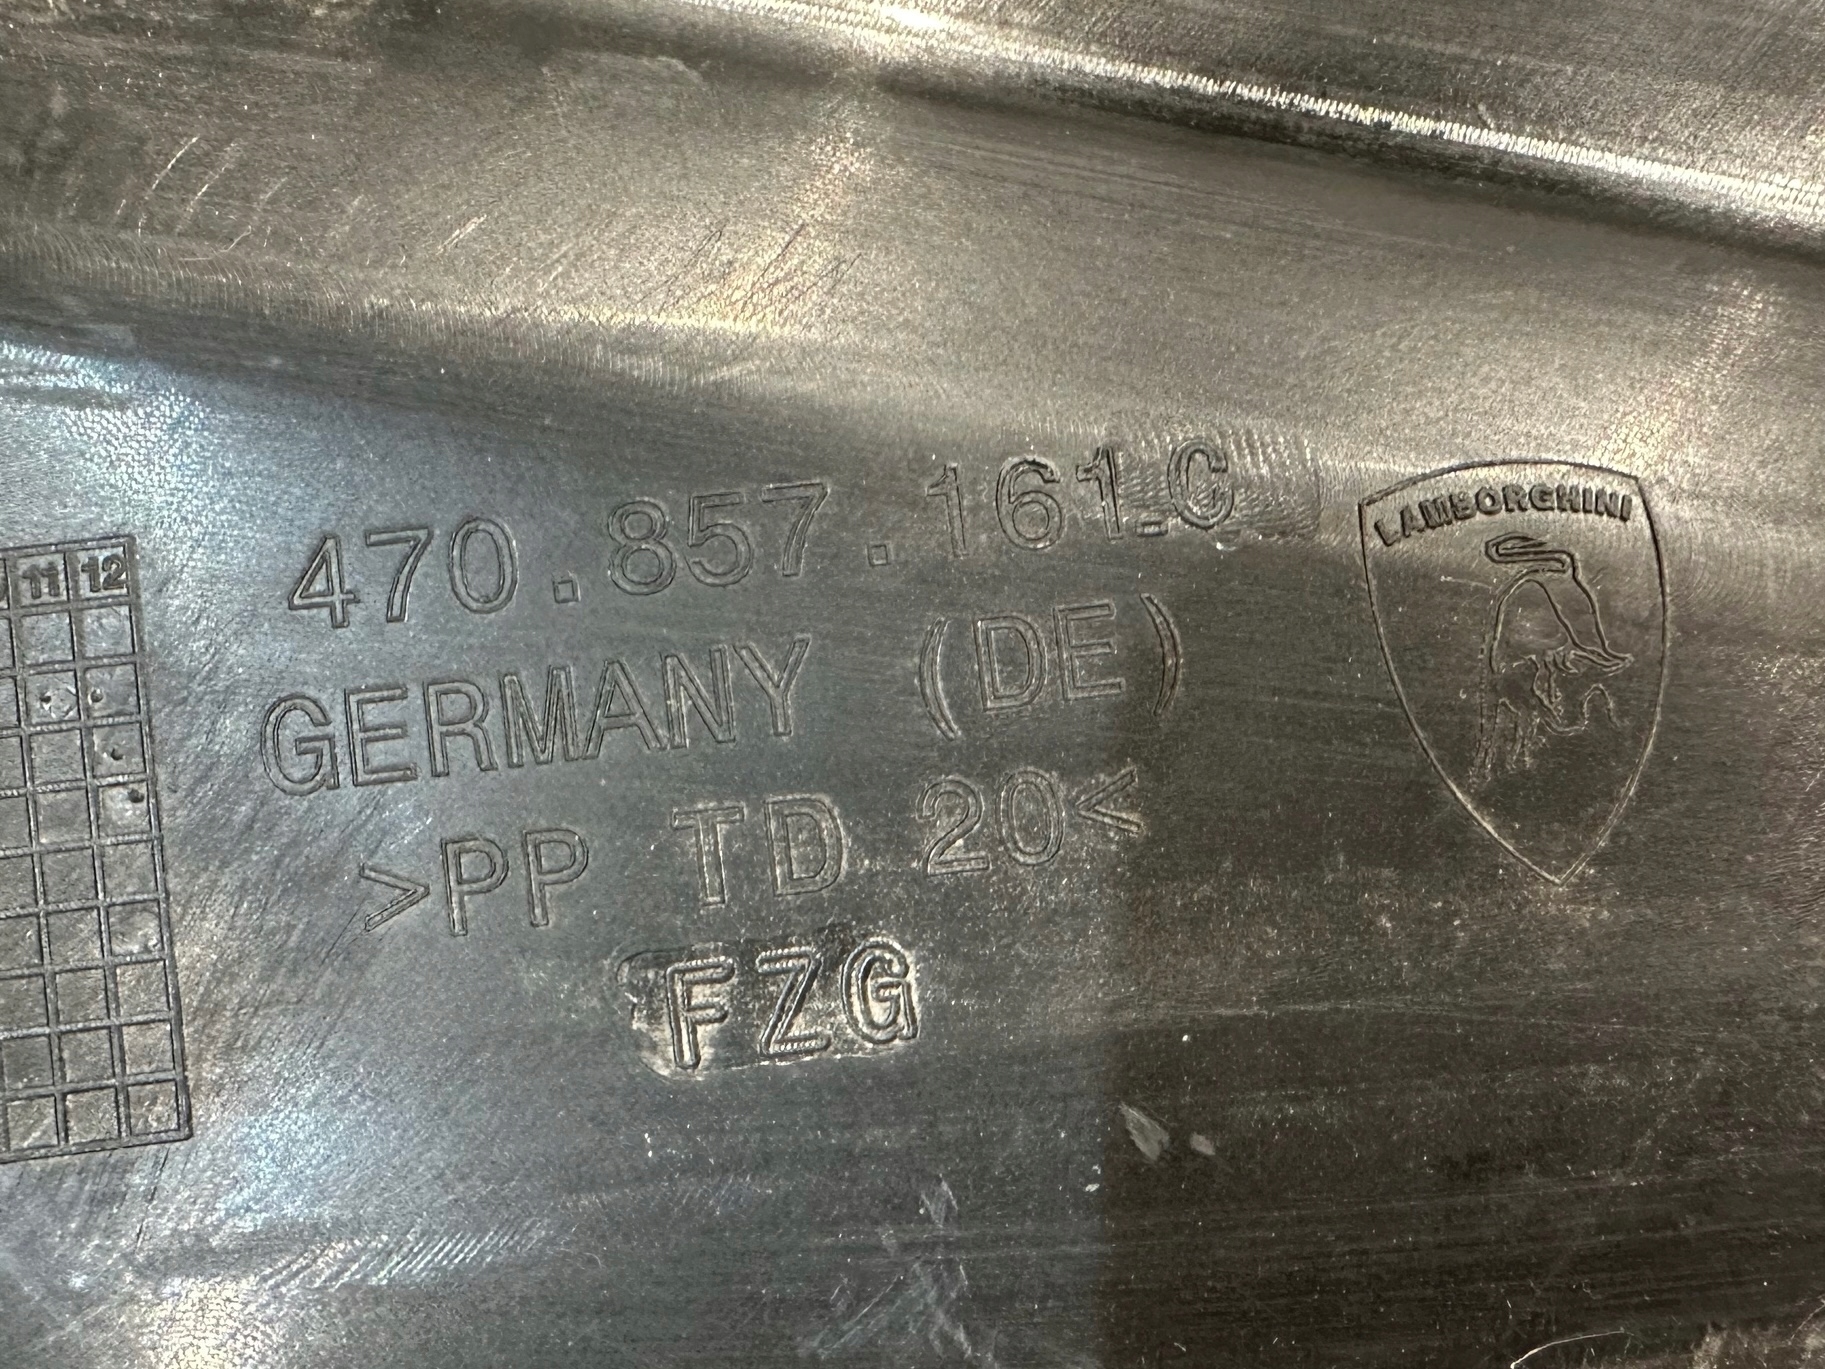 470.857.161.C
LAMBORGHINI
11 12
GERMANY (DE)
>PP TD 20<
FZG